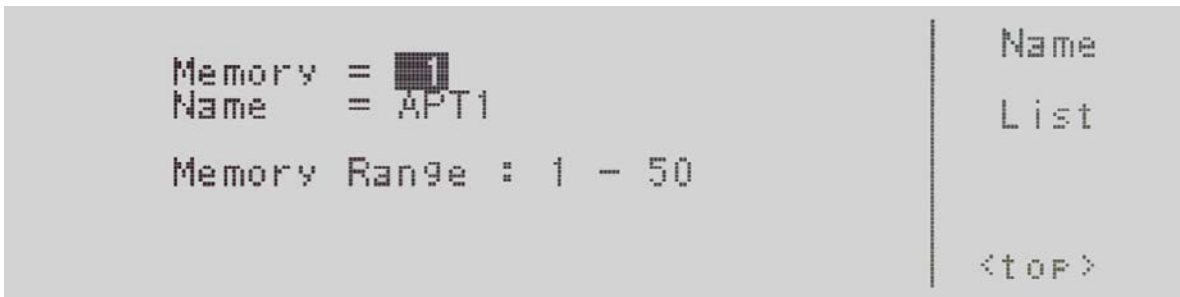 Memory = 1
Name = APT1
Memory Range : 1 - 50
Name
List
<top>